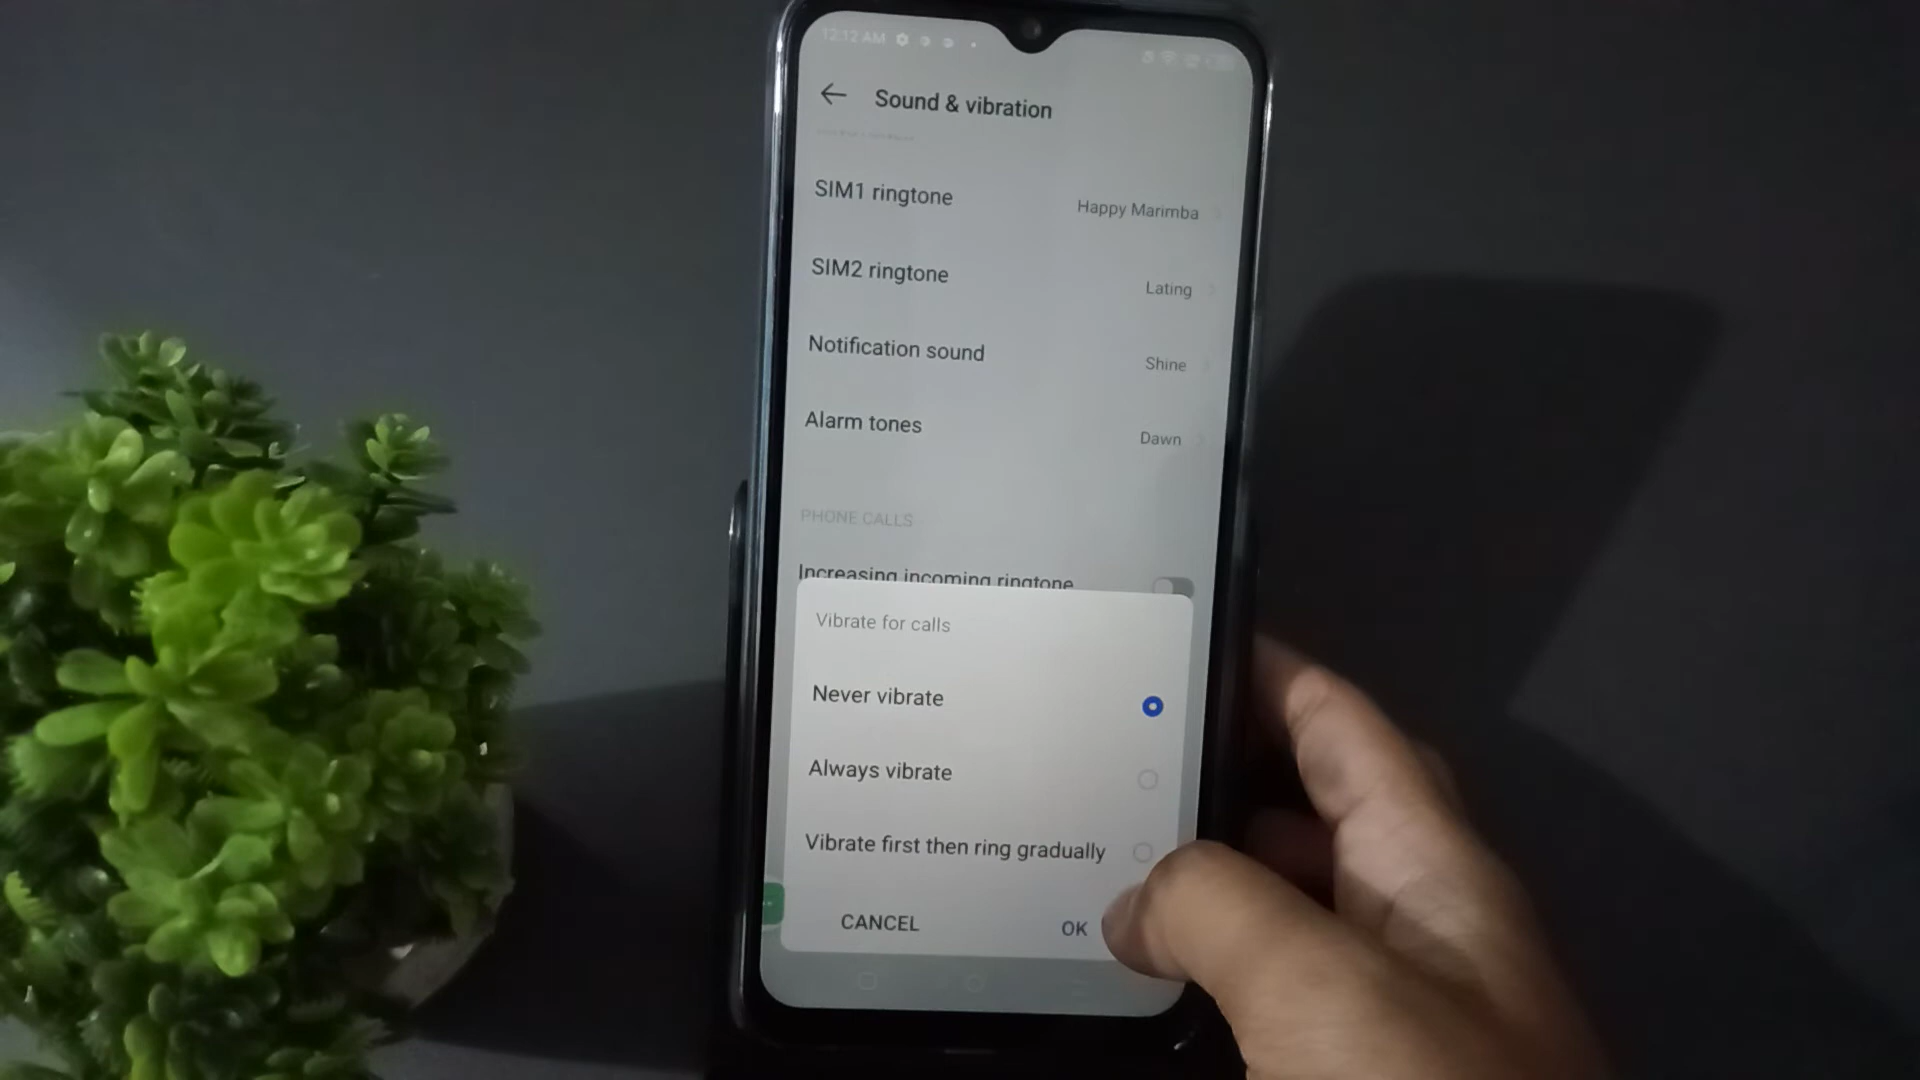 12:12 AM
Sound & vibration
SIM1 ringtone
Happy Marimba
SIM2 ringtone
Lating
Notification sound
Shine
Alarm tones
Dawn
PHONE CALLS
Increasing incoming ringtone
Vibrate for calls
Never vibrate
Always vibrate
Vibrate first then ring gradually
CANCEL
OK